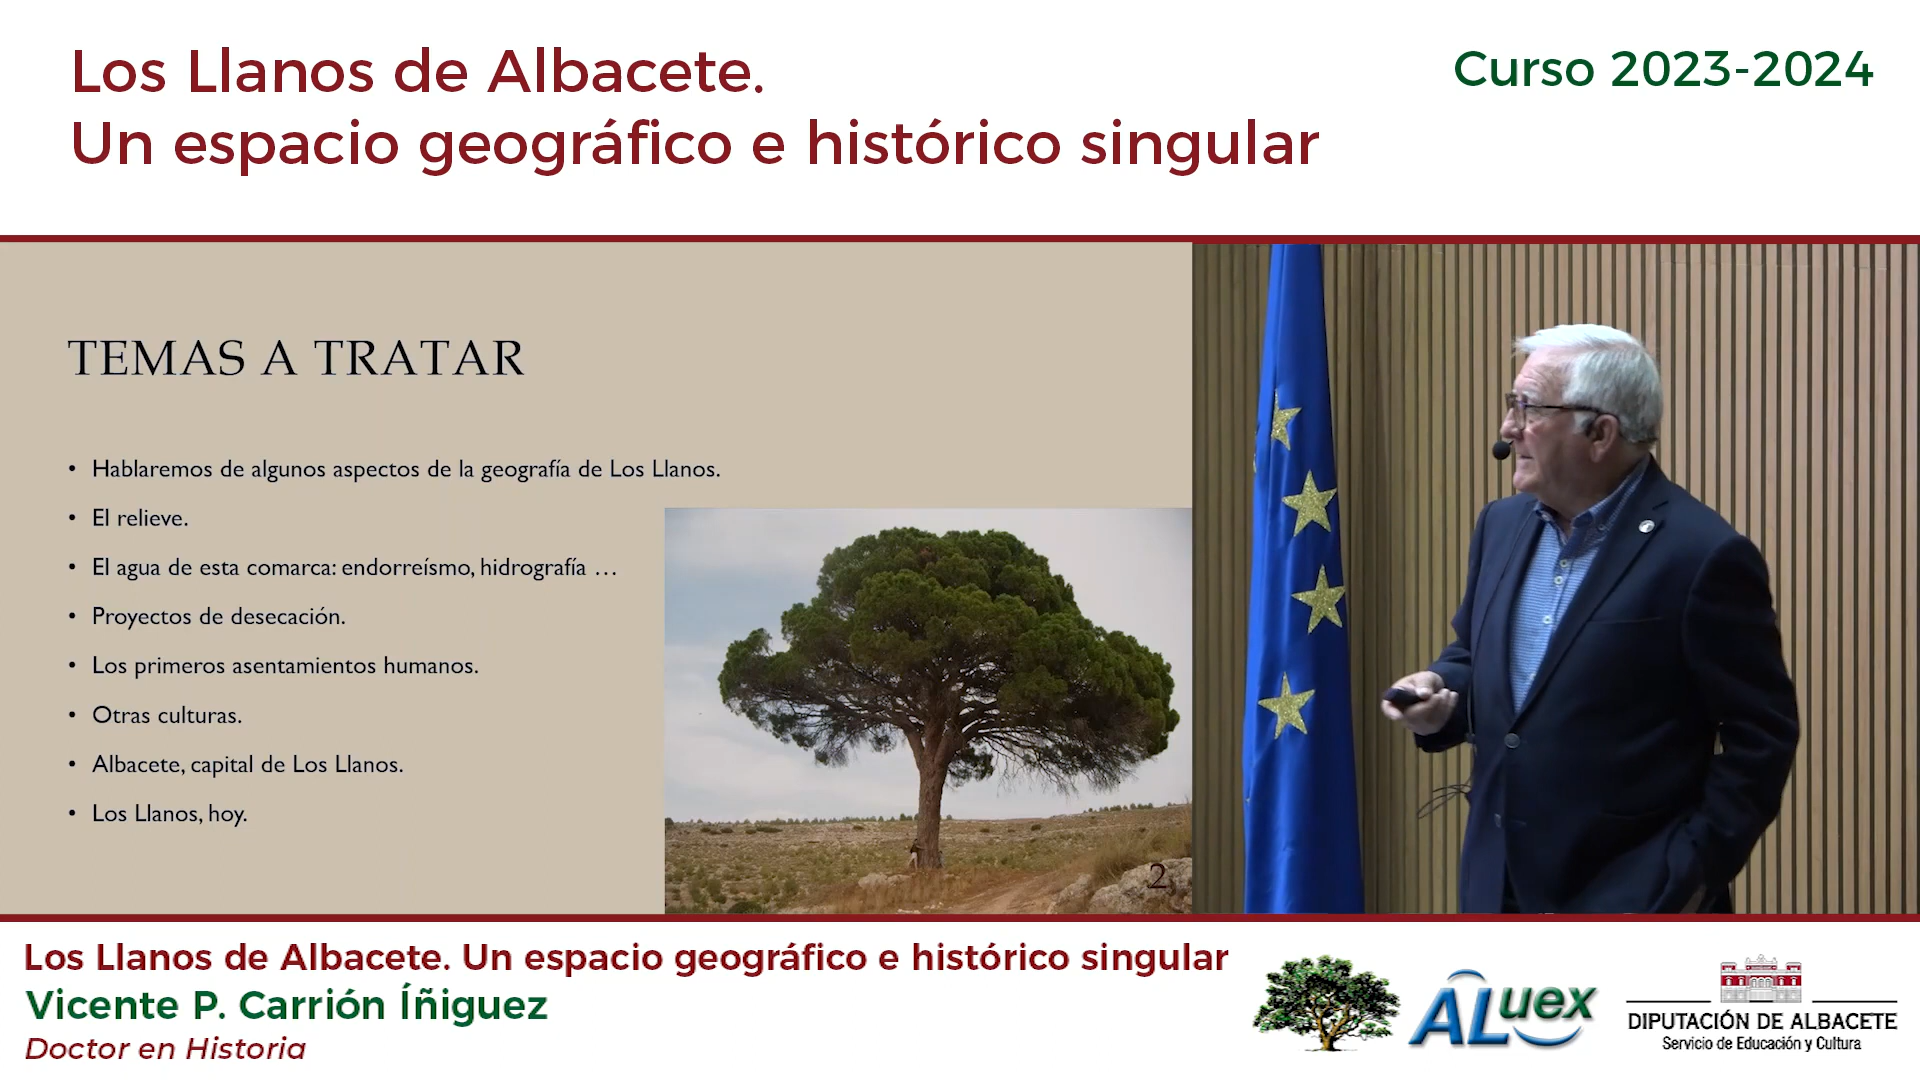 Los Llanos de Albacete.
Un espacio geográfico e histórico singular
Curso 2023-2024
TEMAS A TRATAR
• Hablaremos de algunos aspectos de la geografía de Los Llanos.
• El relieve.
• El agua de esta comarca: endorreísmo, hidrografía …
• Proyectos de desecación.
• Los primeros asentamientos humanos.
• Otras culturas.
• Albacete, capital de Los Llanos.
• Los Llanos, hoy.
2
Los Llanos de Albacete. Un espacio geográfico e histórico singular
Vicente P. Carrión Íñiguez
Doctor en Historia
ALuex
DIPUTACIÓN DE ALBACETE
Servicio de Educación y Cultura